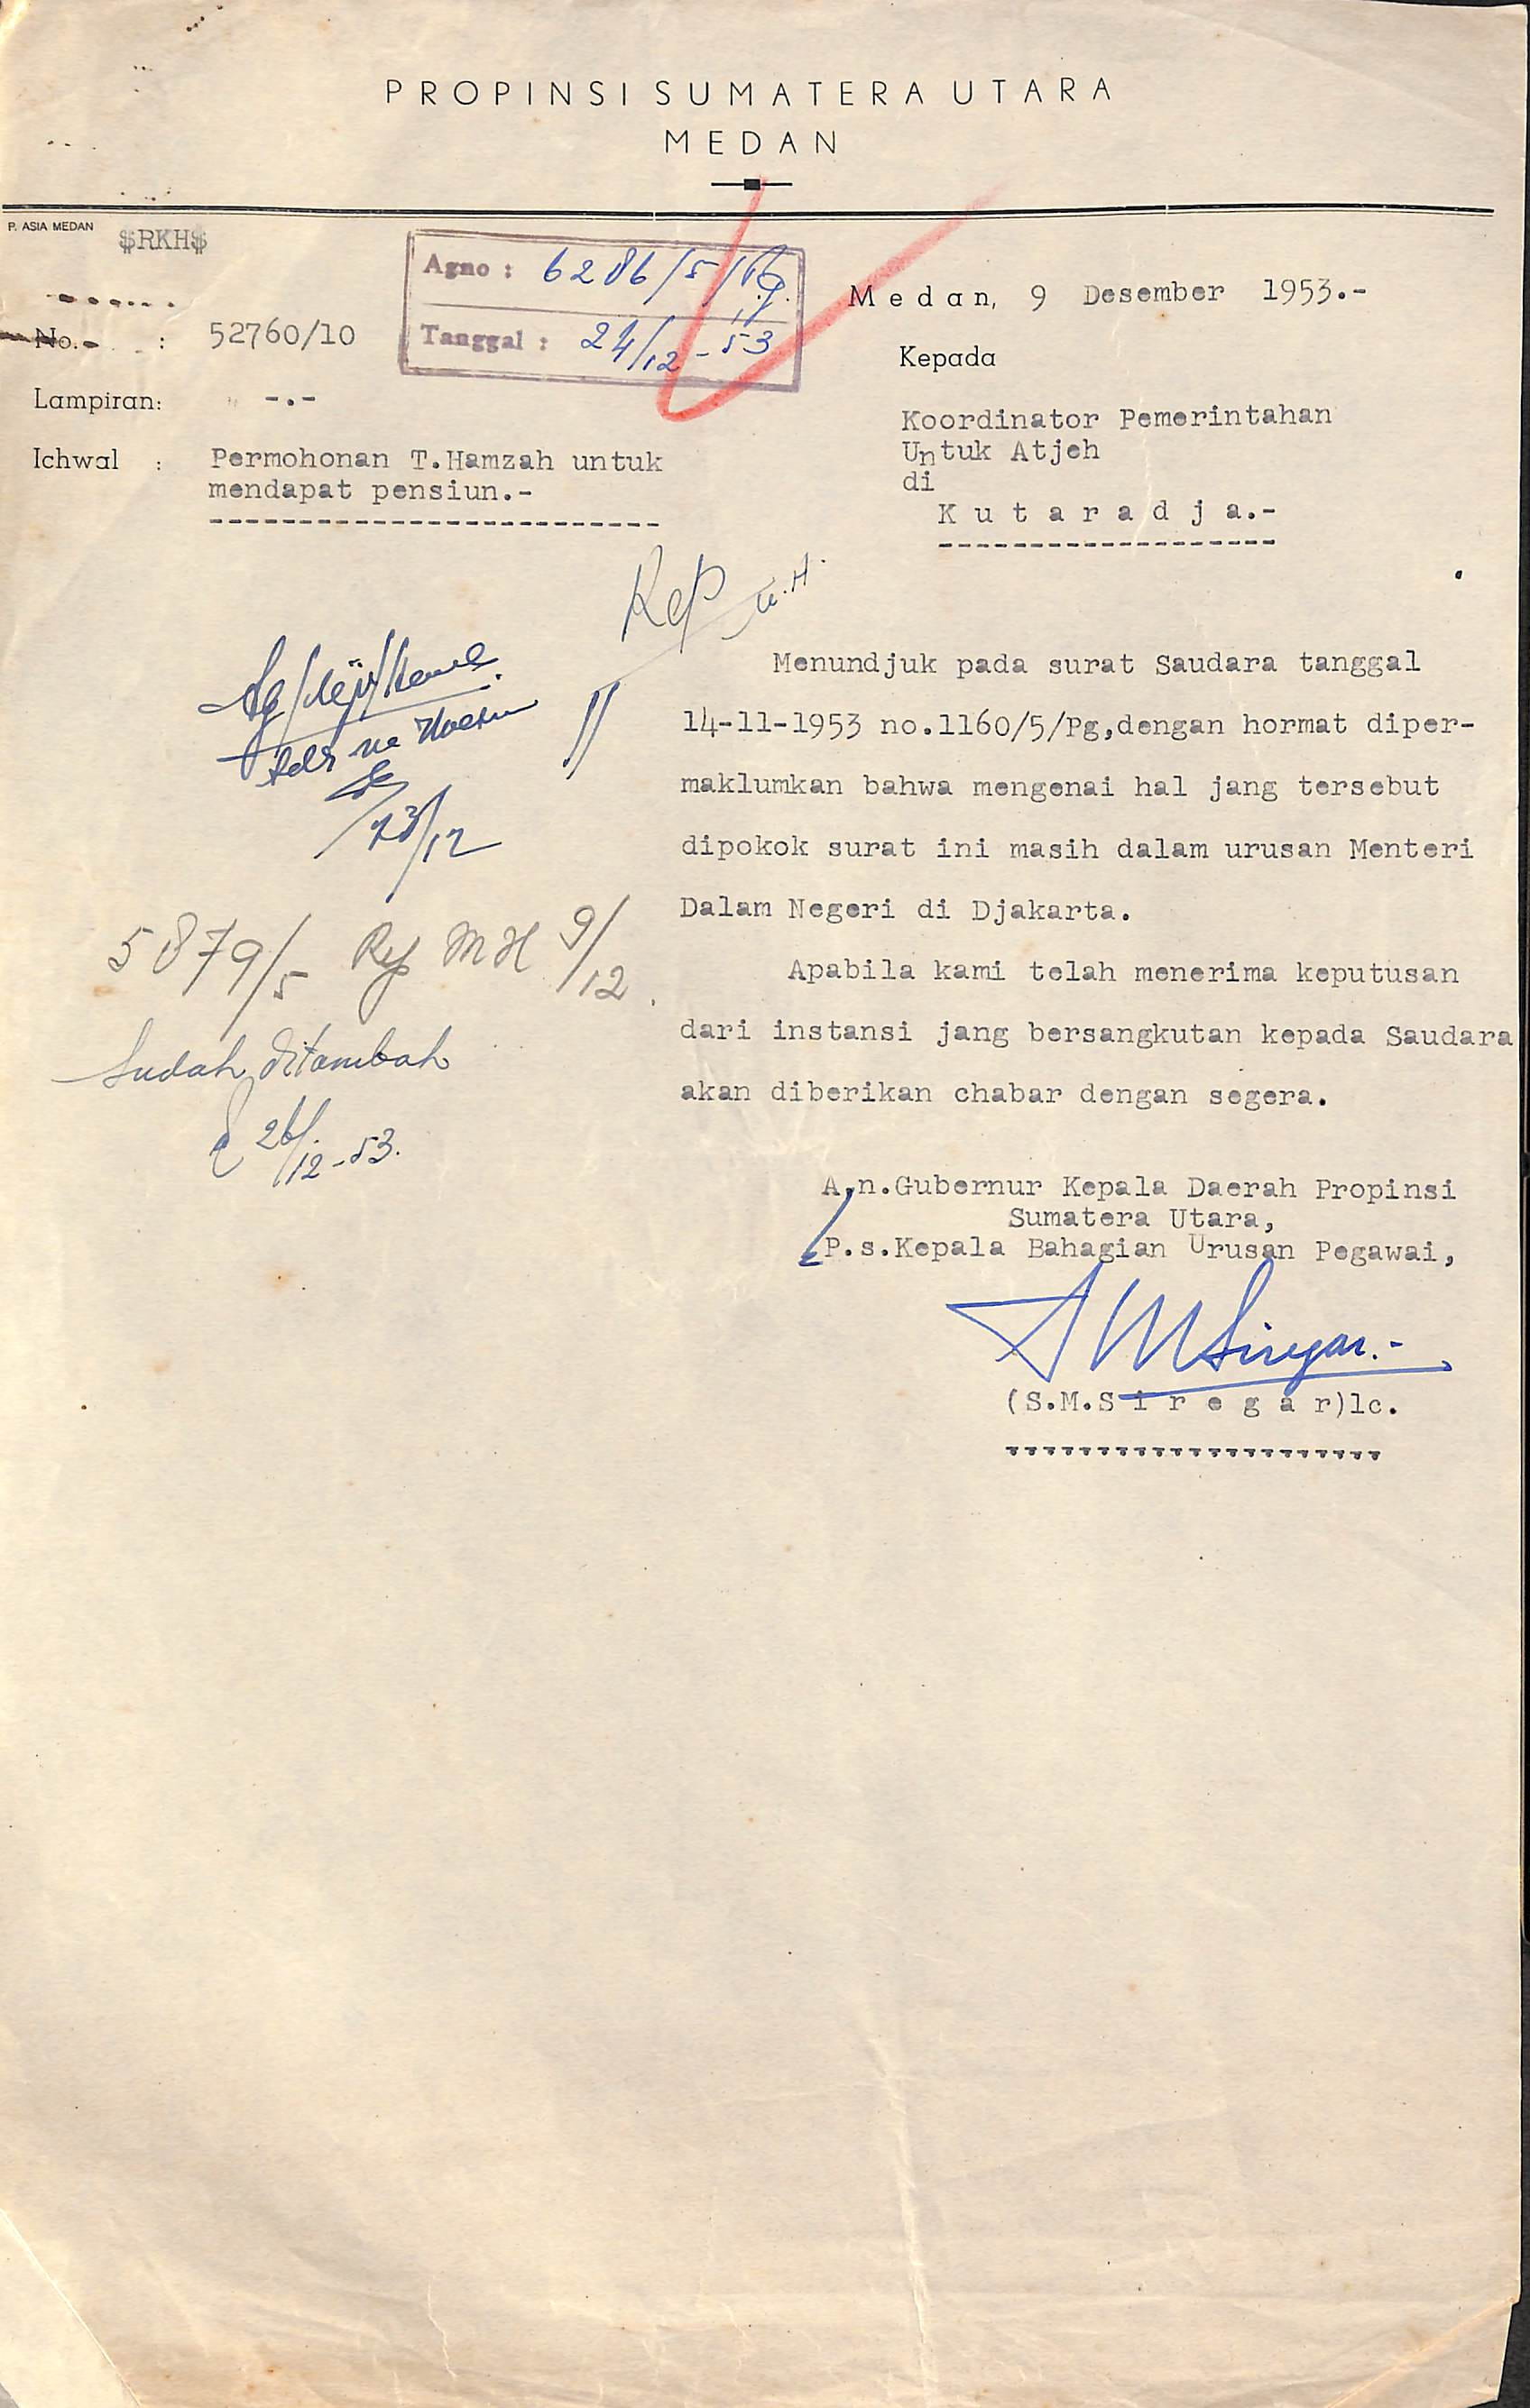 PROPINSI SUMATERA UTARA
MEDAN
P. ASIA MEDAN
$RKH$
Agno : 6286/5/Pg.
Tanggal : 24/12-53
Medan, 9 Desember 1953.-
No. : 52760/10
Kepada
Lampiran: -.-
Koordinator Pemerintahan
Untuk Atjeh
di
Kutaradja.-
Ichwal : Permohonan T.Hamzah untuk
mendapat pensiun.-
Menundjuk pada surat Saudara tanggal
14-11-1953 no.1160/5/Pg,dengan hormat diper-
maklumkan bahwa mengenai hal jang tersebut
dipokok surat ini masih dalam urusan Menteri
Dalam Negeri di Djakarta.
Apabila kami telah menerima keputusan
dari instansi jang bersangkutan kepada Saudara
akan diberikan chabar dengan segera.
23/12
5879/5 9/12
Sudah ditambah
26/12-53.
A.n.Gubernur Kepala Daerah Propinsi
Sumatera Utara,
P.s.Kepala Bahagian Urusan Pegawai,
SMSiregar.-
(S.M.Siregar)lc.